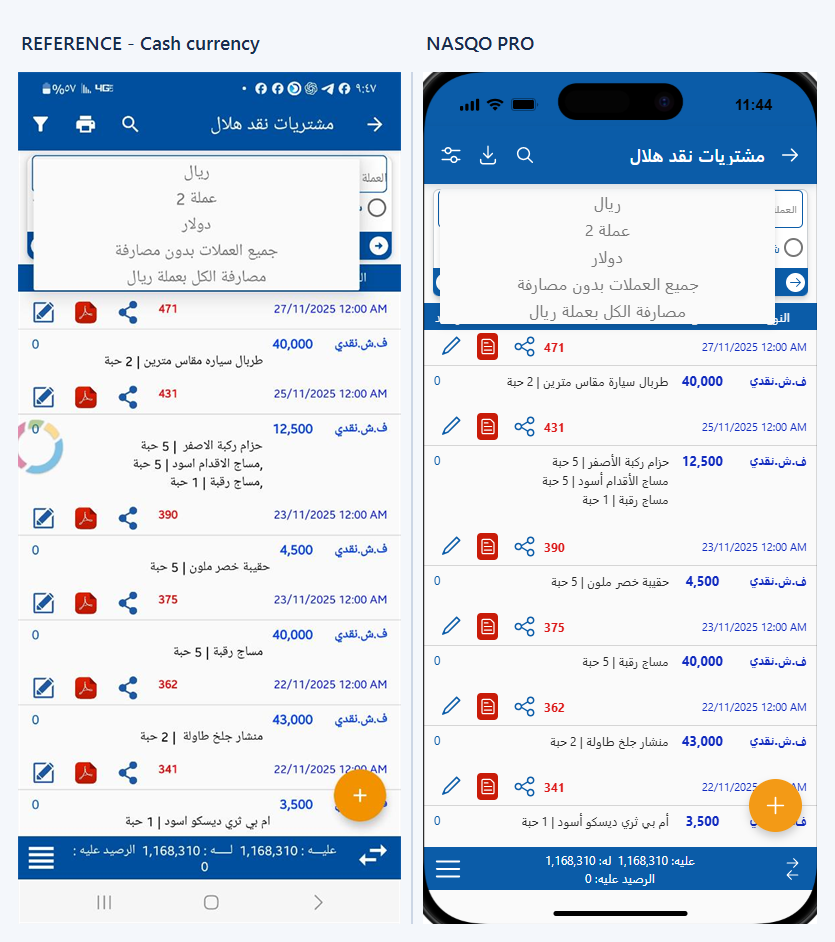 REFERENCE - Cash currency
٩:٤٧
%٥٧
4GE
مشتريات نقد هلال
العملة
ريال
عملة 2
دولار
جميع العملات بدون مصارفة
مصارفة الكل بعملة ريال
27/11/2025 12:00 AM 471
ف.ش.نقدي 40,000 0
طربال سياره مقاس مترين | 2 حبة
25/11/2025 12:00 AM 431
ف.ش.نقدي 12,500 0
حزام ركبة الاصفر | 5 حبة
,مساج الاقدام اسود | 5 حبة
,مساج رقبة | 1 حبة
23/11/2025 12:00 AM 390
ف.ش.نقدي 4,500 0
حقيبة خصر ملون | 5 حبة
23/11/2025 12:00 AM 375
ف.ش.نقدي 40,000 0
مساج رقبة | 5 حبة
22/11/2025 12:00 AM 362
ف.ش.نقدي 43,000 0
منشار جلخ طاولة | 2 حبة
22/11/2025 12:00 AM 341
3,500 0
ام بي ثري ديسكو اسود | 1 حبة
عليـــه : 1,168,310 لــــه : 1,168,310 الرصيد عليه :
0
NASQO PRO
11:44
مشتريات نقد هلال
ريال
عملة 2
دولار
جميع العملات بدون مصارفة
مصارفة الكل بعملة ريال
27/11/2025 12:00 AM 471
ف.ش.نقدي 40,000 طربال سيارة مقاس مترين | 2 حبة 0
25/11/2025 12:00 AM 431
ف.ش.نقدي 12,500 حزام ركبة الأصفر | 5 حبة 0
مساج الأقدام أسود | 5 حبة
مساج رقبة | 1 حبة
23/11/2025 12:00 AM 390
ف.ش.نقدي 4,500 حقيبة خصر ملون | 5 حبة 0
23/11/2025 12:00 AM 375
ف.ش.نقدي 40,000 مساج رقبة | 5 حبة 0
22/11/2025 12:00 AM 362
ف.ش.نقدي 43,000 منشار جلخ طاولة | 2 حبة 0
22/11/2025 AM 341
ف.ش.نقدي 3,500 أم بي ثري ديسكو أسود | 1 حبة 0
عليه: 1,168,310 له: 1,168,310
الرصيد عليه: 0